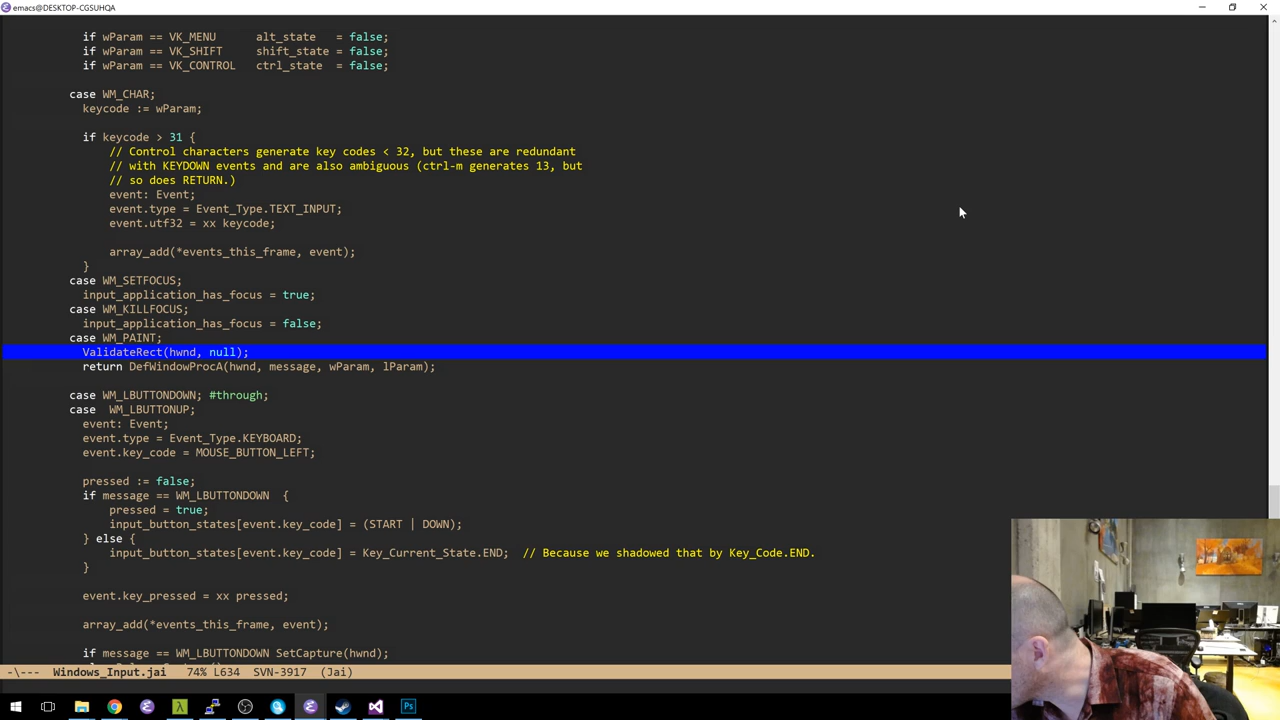 emacs@DESKTOP-CGSUHQA
if wParam == VK_MENU     alt_state   = false;
if wParam == VK_SHIFT    shift_state = false;
if wParam == VK_CONTROL  ctrl_state  = false;
case WM_CHAR;
keycode := wParam;
if keycode > 31 {
// Control characters generate key codes < 32, but these are redundant
// with KEYDOWN events and are also ambiguous (ctrl-m generates 13, but
// so does RETURN.)
event: Event;
event.type = Event_Type.TEXT_INPUT;
event.utf32 = xx keycode;
array_add(*events_this_frame, event);
}
case WM_SETFOCUS;
input_application_has_focus = true;
case WM_KILLFOCUS;
input_application_has_focus = false;
case WM_PAINT;
ValidateRect(hwnd, null);
return DefWindowProcA(hwnd, message, wParam, lParam);
case WM_LBUTTONDOWN; #through;
case  WM_LBUTTONUP;
event: Event;
event.type = Event_Type.KEYBOARD;
event.key_code = MOUSE_BUTTON_LEFT;
pressed := false;
if message == WM_LBUTTONDOWN  {
pressed = true;
input_button_states[event.key_code] = (START | DOWN);
} else {
input_button_states[event.key_code] = Key_Current_State.END;  // Because we shadowed that by Key_Code.END.
}
event.key_pressed = xx pressed;
array_add(*events_this_frame, event);
if message == WM_LBUTTONDOWN SetCapture(hwnd);
-\---  Windows_Input.jai   74% L634  SVN-3917  (Jai)